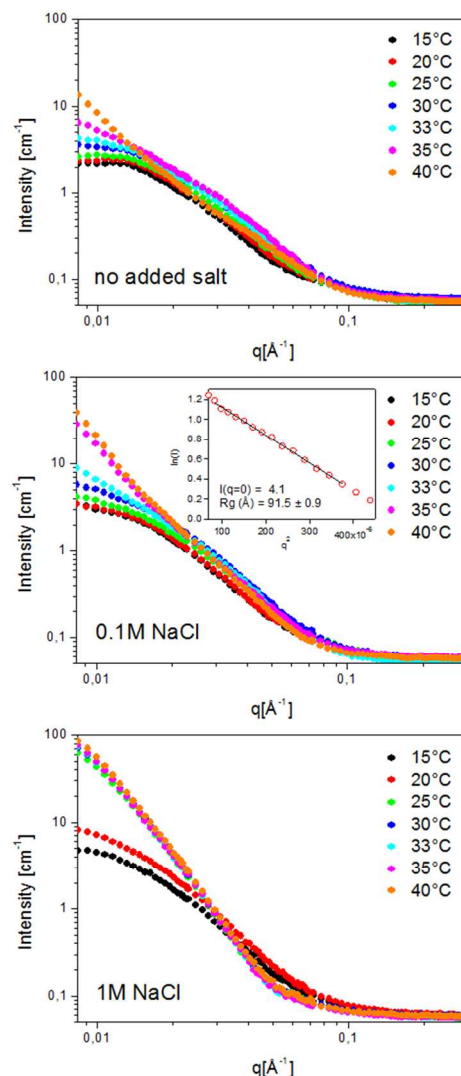 100
15°C
20°C
25°C
30°C
33°C
35°C
40°C
10
1
0,1
Intensity [cm⁻¹]
no added salt
0,01
0,1
q[Å⁻¹]
100
15°C
20°C
25°C
30°C
33°C
35°C
40°C
10
1
0,1
Intensity [cm⁻¹]
1.2
1.0
0.8
0.6
0.4
0.2
0.0
ln(I)
I(q=0) = 4.1
Rg (Å) = 91.5 ± 0.9
100
200
300
400x10⁻⁶
q²
0.1M NaCl
0,01
0,1
q[Å⁻¹]
100
15°C
20°C
25°C
30°C
33°C
35°C
40°C
10
1
0,1
Intensity [cm⁻¹]
1M NaCl
0,01
0,1
q[Å⁻¹]